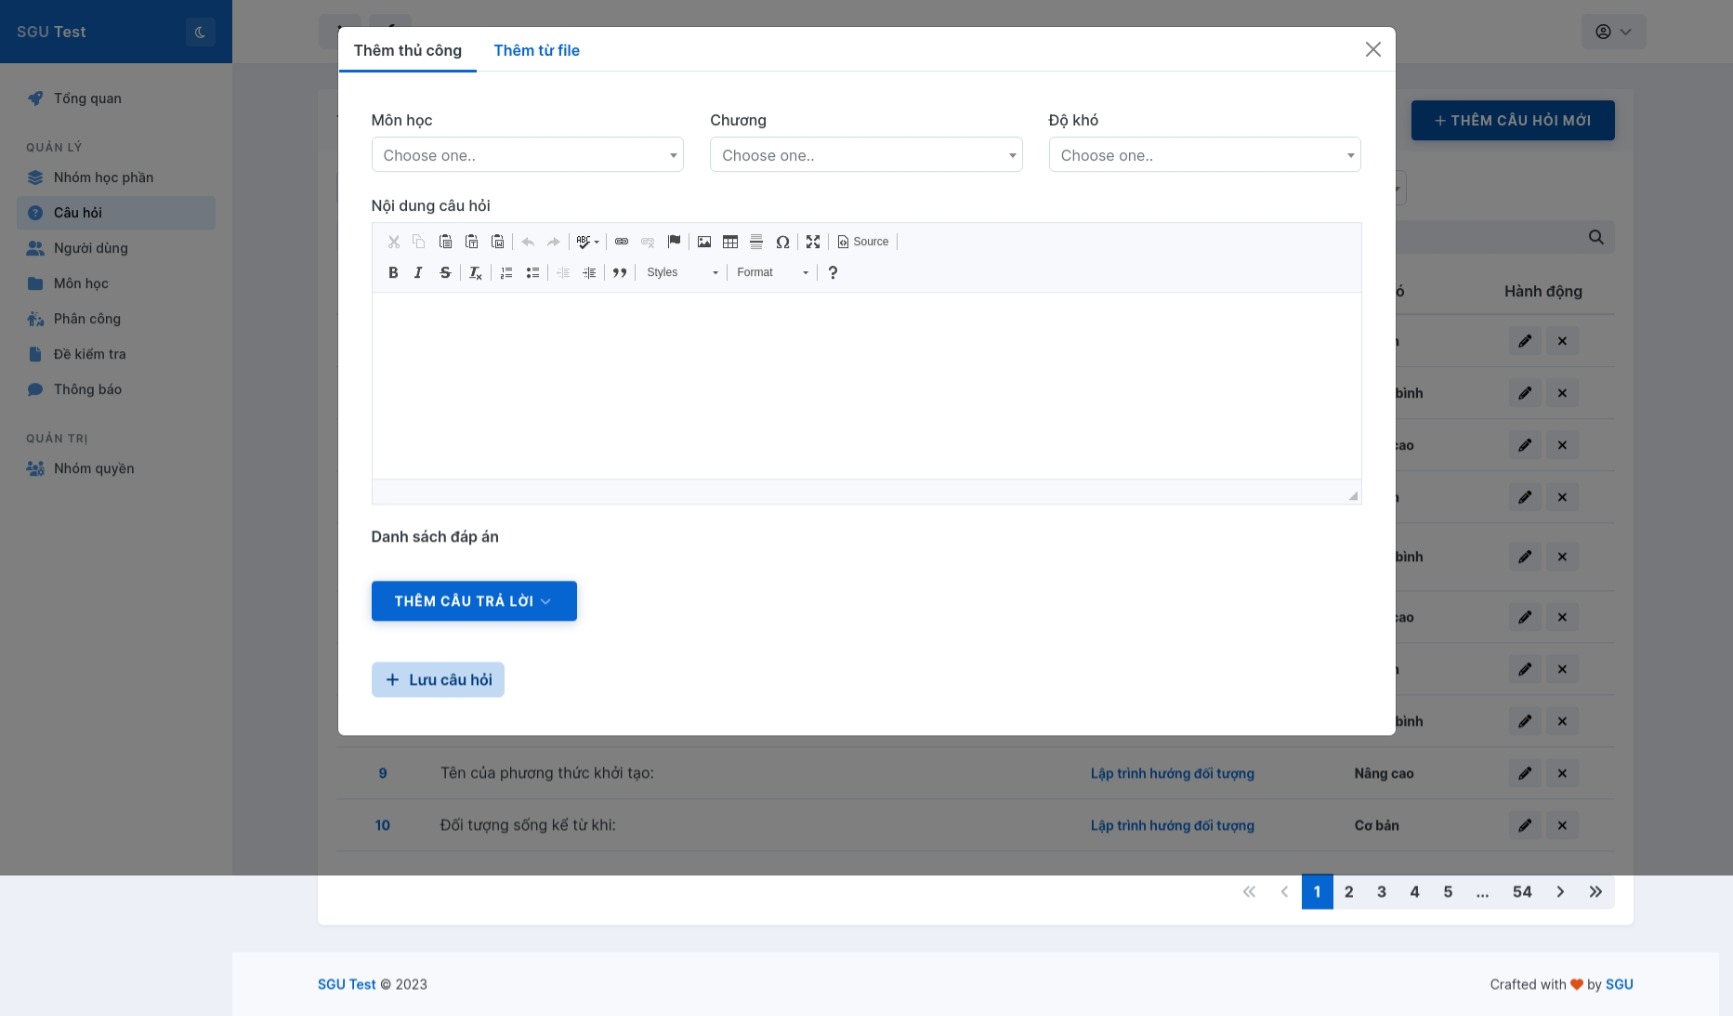 SGU Test
Tổng quan
QUẢN LÝ
Nhóm học phần
Câu hỏi
Người dùng
Môn học
Phân công
Đề kiểm tra
Thông báo
QUẢN TRỊ
Nhóm quyền
Thêm thủ công
Thêm từ file
THÊM CÂU HỎI MỚI
Môn học
Chương
Độ khó
Choose one..
Choose one..
Choose one..
Nội dung câu hỏi
Source
Styles
Format
Danh sách đáp án
THÊM CÂU TRẢ LỜI
Lưu câu hỏi
Hành động
bình
cao
bình
cao
bình
9 Tên của phương thức khởi tạo: Lập trình hướng đối tượng Nâng cao
10 Đối tượng sống kể từ khi: Lập trình hướng đối tượng Cơ bản
1 2 3 4 5 ... 54
SGU Test © 2023
Crafted with ❤ by SGU